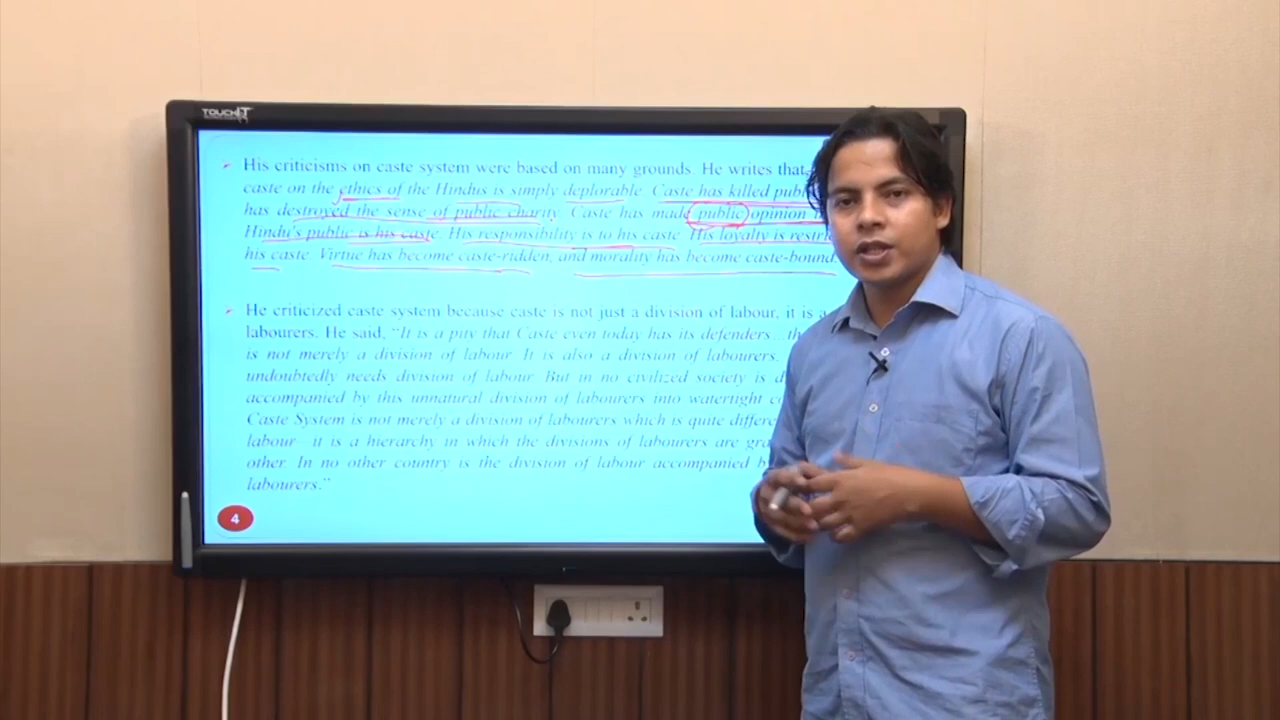 TOUCHIT
His criticisms on caste system were based on many grounds. He writes that
caste on the ethics of the Hindus is simply deplorable. Caste has killed
has destroyed the sense of public charity. Caste has made public opinion
Hindu's public is his caste. His responsibility is to his caste. His loyalty is
his caste. Virtue has become caste-ridden, and morality has become caste-bound.
He criticized caste system because caste is not just a division of labour, it is a
labourers. He said, "It is a pity that Caste even today has its defenders...
is not merely a division of labour. It is also a division of labourers.
undoubtedly needs division of labour. But in no civilized society is
accompanied by this unnatural division of labourers into watertight
Caste System is not merely a division of labourers which is quite
labour—it is a hierarchy in which the divisions of labourers are
other. In no other country is the division of labour accompanied
labourers."
4